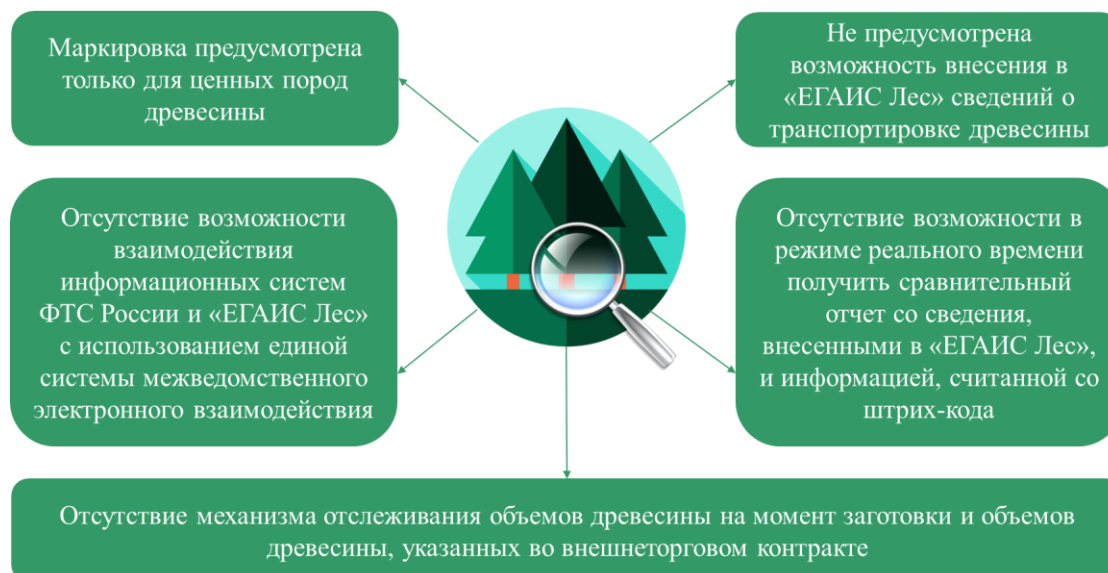 Маркировка предусмотрена
только для ценных пород
древесины
Не предусмотрена
возможность внесения в
«ЕГАИС Лес» сведений о
транспортировке древесины
Отсутствие возможности
взаимодействия
информационных систем
ФТС России и «ЕГАИС Лес»
с использованием единой
системы межведомственного
электронного взаимодействия
Отсутствие возможности в
режиме реального времени
получить сравнительный
отчет со сведения,
внесенными в «ЕГАИС Лес»,
и информацией, считанной со
штрих-кода
Отсутствие механизма отслеживания объемов древесины на момент заготовки и объемов
древесины, указанных во внешнеторговом контракте